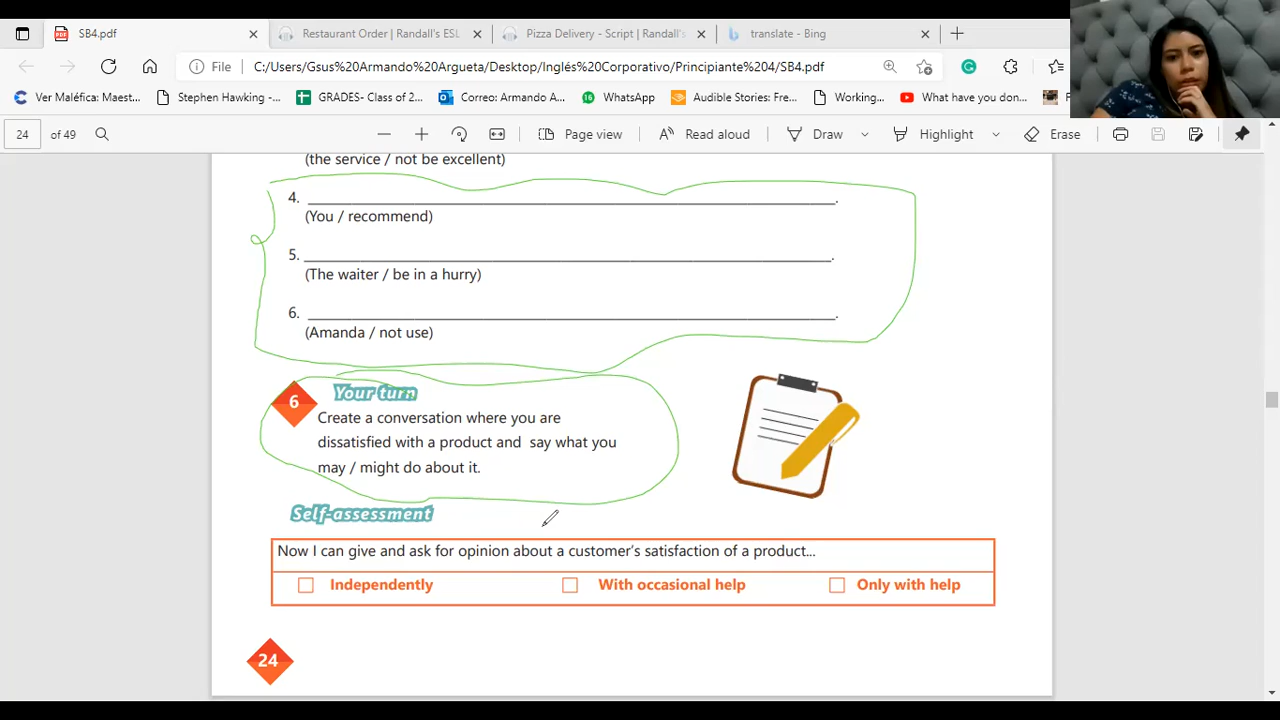 SB4.pdf
Restaurant Order | Randall's ESL
Pizza Delivery - Script | Randall's
translate - Bing
File
C:/Users/Gsus%20Armando%20Argueta/Desktop/Inglés%20Corporativo/Principiante%204/SB4.pdf
Ver Maléfica: Maest...
Stephen Hawking -...
GRADES- Class of 2...
Correo: Armando A...
16
WhatsApp
Audible Stories: Fre...
Working...
What have you don...
24
of 49
Page view
Read aloud
Draw
Highlight
Erase
(the service / not be excellent)
4. ________________________________________.
(You / recommend)
5. ________________________________________.
(The waiter / be in a hurry)
6. ________________________________________.
(Amanda / not use)
6
Your turn
Create a conversation where you are
dissatisfied with a product and say what you
may / might do about it.
Self-assessment
Now I can give and ask for opinion about a customer's satisfaction of a product...
Independently
With occasional help
Only with help
24